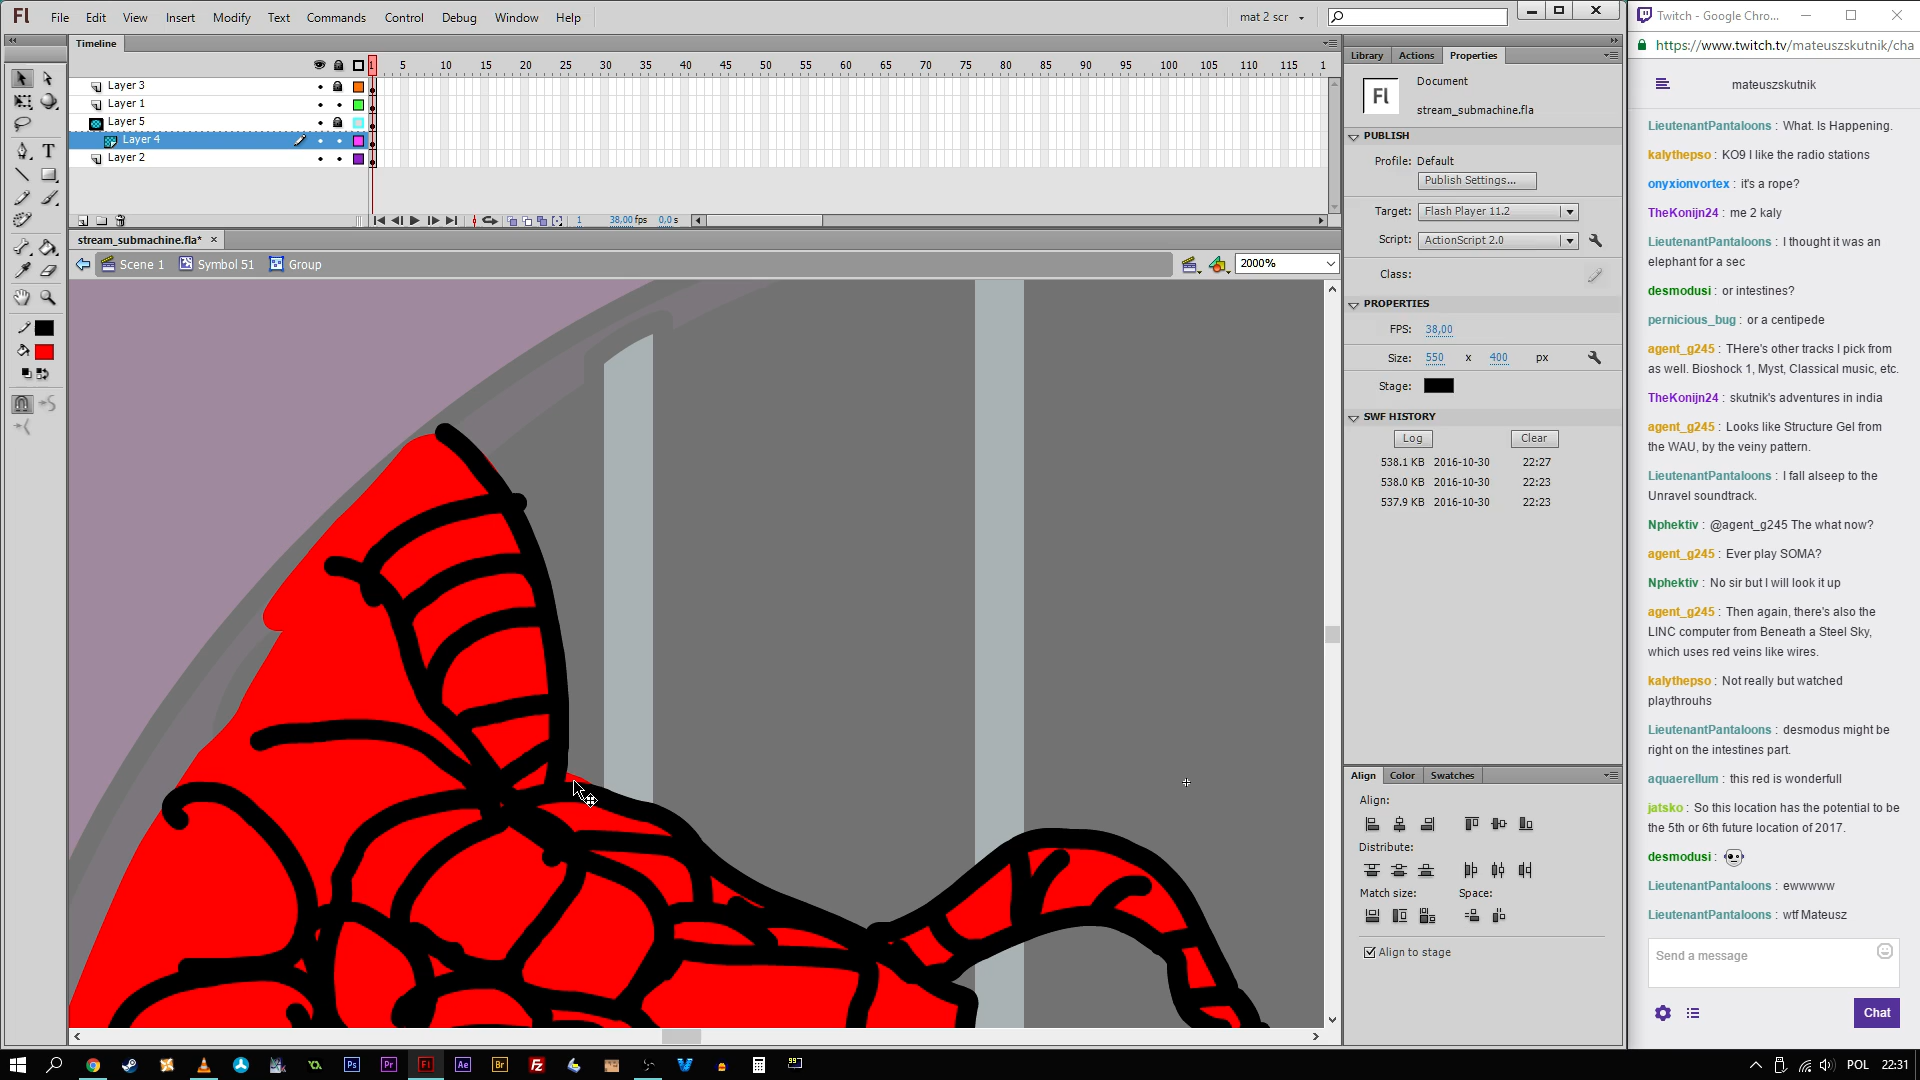 Fl File Edit View Insert Modify Text Commands Control Debug Window Help mat 2 scr
Timeline
1 5 10 15 20 25 30 35 40 45 50 55 60 65 70 75 80 85 90 95 100 105 110 115 1
Layer 3
Layer 1
Layer 5
Layer 4
Layer 2
1 38,00 fps 0,0 s
stream_submachine.fla*
Scene 1 Symbol 51 Group 2000%
Library Actions Properties
Fl Document
stream_submachine.fla
PUBLISH
Profile: Default
Publish Settings...
Target: Flash Player 11.2
Script: ActionScript 2.0
Class:
PROPERTIES
FPS: 38,00
Size: 550 x 400 px
Stage:
SWF HISTORY
Log Clear
538.1 KB 2016-10-30 22:27
538.0 KB 2016-10-30 22:23
537.9 KB 2016-10-30 22:23
Align Color Swatches
Align:
Distribute:
Match size: Space:
Align to stage
Twitch - Google Chro...
https://www.twitch.tv/mateuszskutnik/cha
mateuszskutnik
LieutenantPantaloons : What. Is Happening.
kalythepso : KO9 I like the radio stations
onyxionvortex : it's a rope?
TheKonijn24 : me 2 kaly
LieutenantPantaloons : I thought it was an
elephant for a sec
desmodusi : or intestines?
pernicious_bug : or a centipede
agent_g245 : THere's other tracks I pick from
as well. Bioshock 1, Myst, Classical music, etc.
TheKonijn24 : skutnik's adventures in india
agent_g245 : Looks like Structure Gel from
the WAU, by the veiny pattern.
LieutenantPantaloons : I fall alseep to the
Unravel soundtrack.
Nphektiv : @agent_g245 The what now?
agent_g245 : Ever play SOMA?
Nphektiv : No sir but I will look it up
agent_g245 : Then again, there's also the
LINC computer from Beneath a Steel Sky,
which uses red veins like wires.
kalythepso : Not really but watched
playthrouhs
LieutenantPantaloons : desmodus might be
right on the intestines part.
aquaerellum : this red is wonderfull
jatsko : So this location has the potential to be
the 5th or 6th future location of 2017.
desmodusi :
LieutenantPantaloons : ewwwww
LieutenantPantaloons : wtf Mateusz
Send a message
Chat
Ps Pr Fl Ae Br Fz POL 22:31